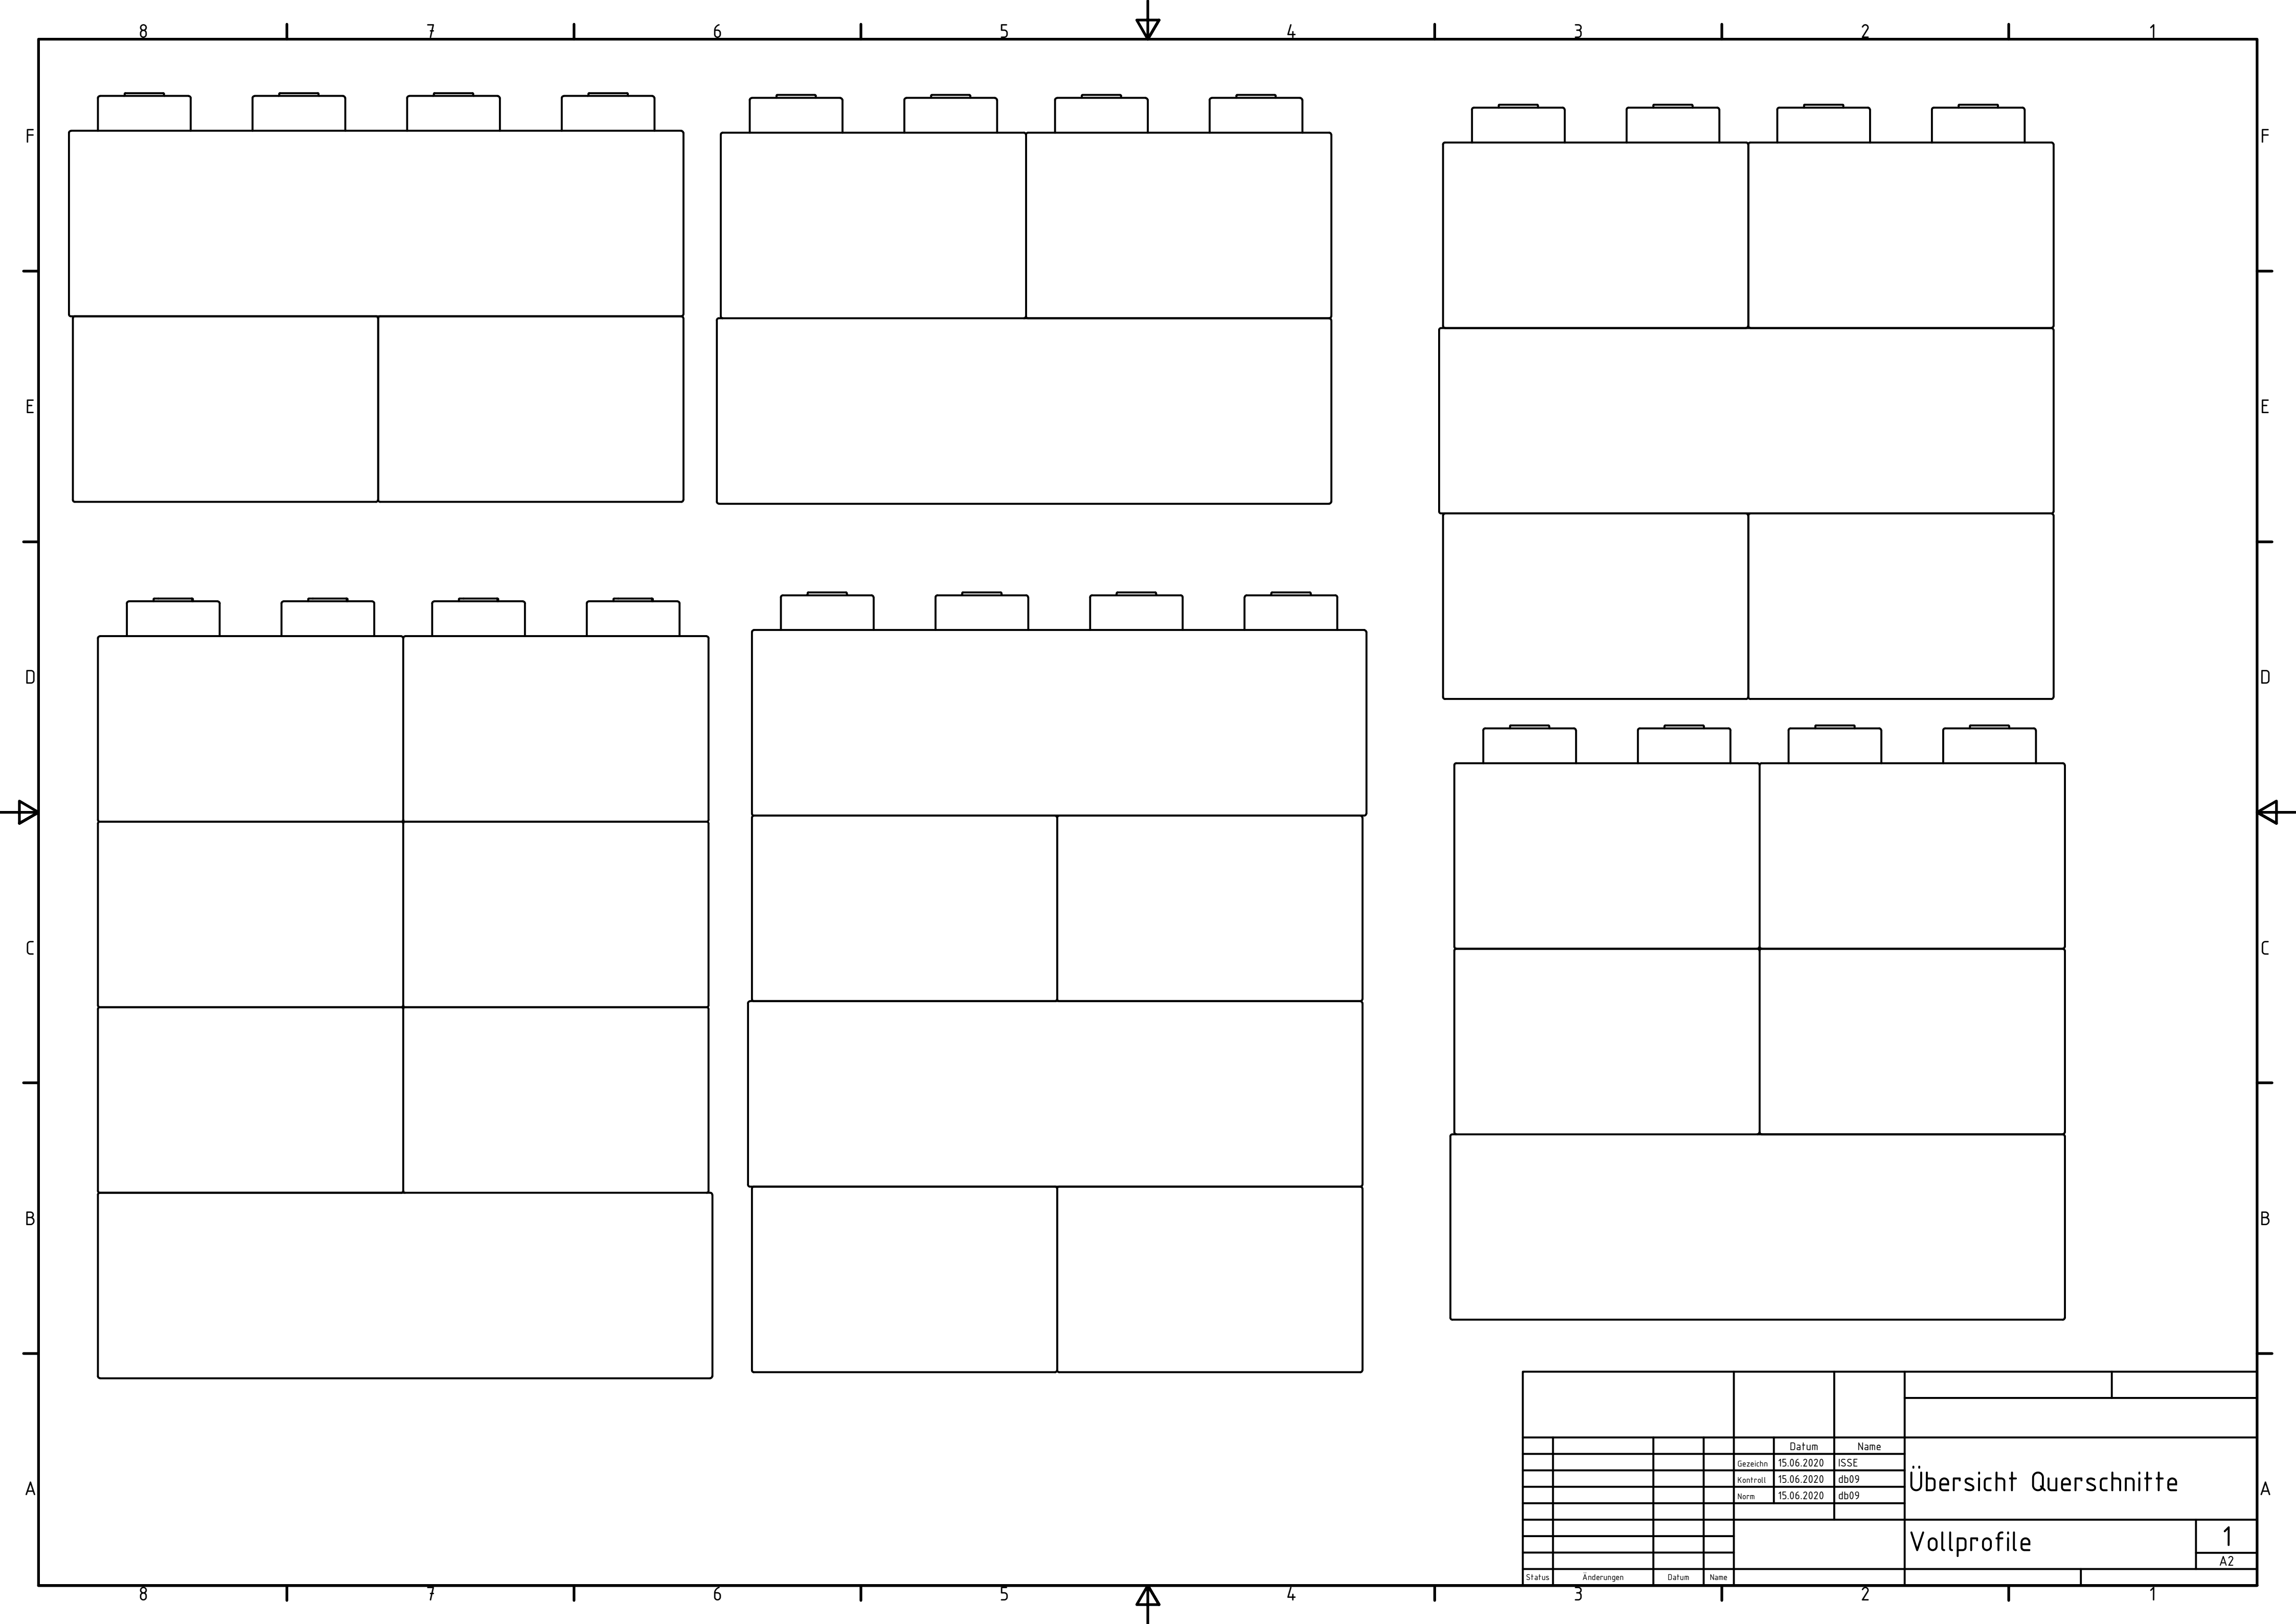 8 7 6 5 4 3 2 1
F F
E E
D D
C C
B B
Datum Name
Gezeichn 15.06.2020 ISSE
Kontroll 15.06.2020 db09
Norm 15.06.2020 db09
Übersicht Querschnitte
A A
Vollprofile
1
A2
Status Änderungen Datum Name
8 7 6 5 4 3 2 1